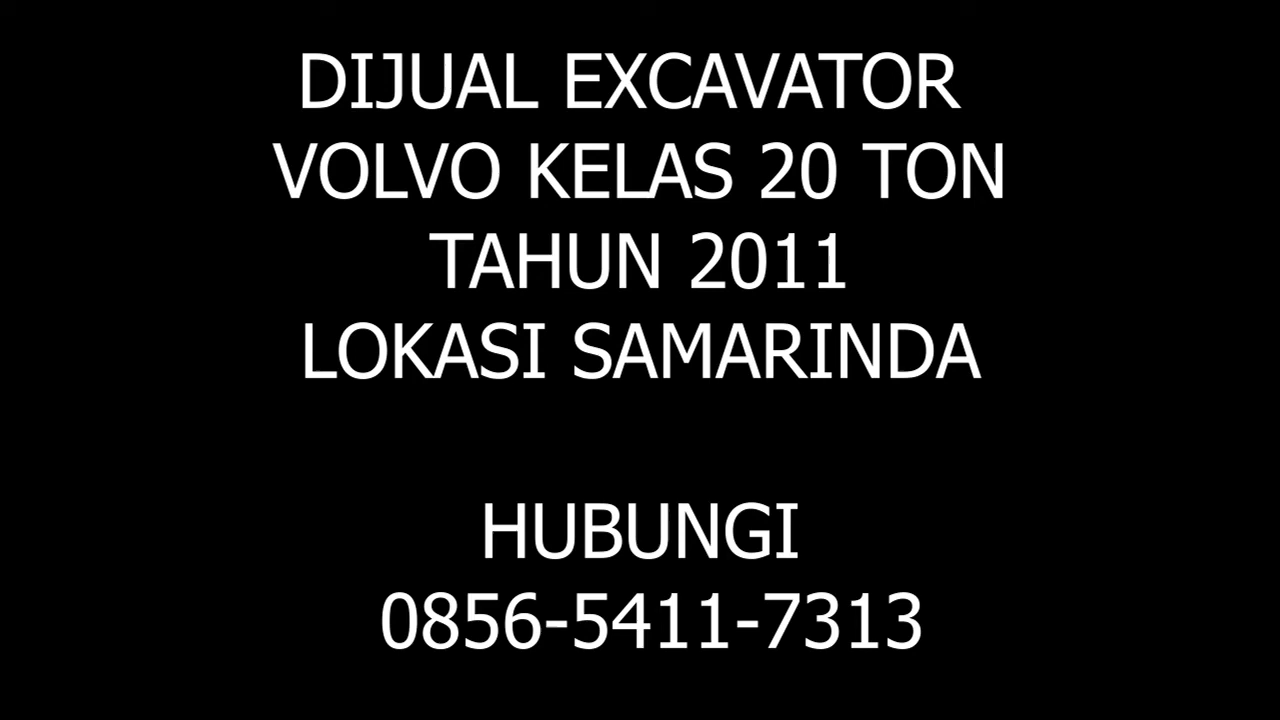 DIJUAL EXCAVATOR
VOLVO KELAS 20 TON
TAHUN 2011
LOKASI SAMARINDA
HUBUNGI
0856-5411-7313